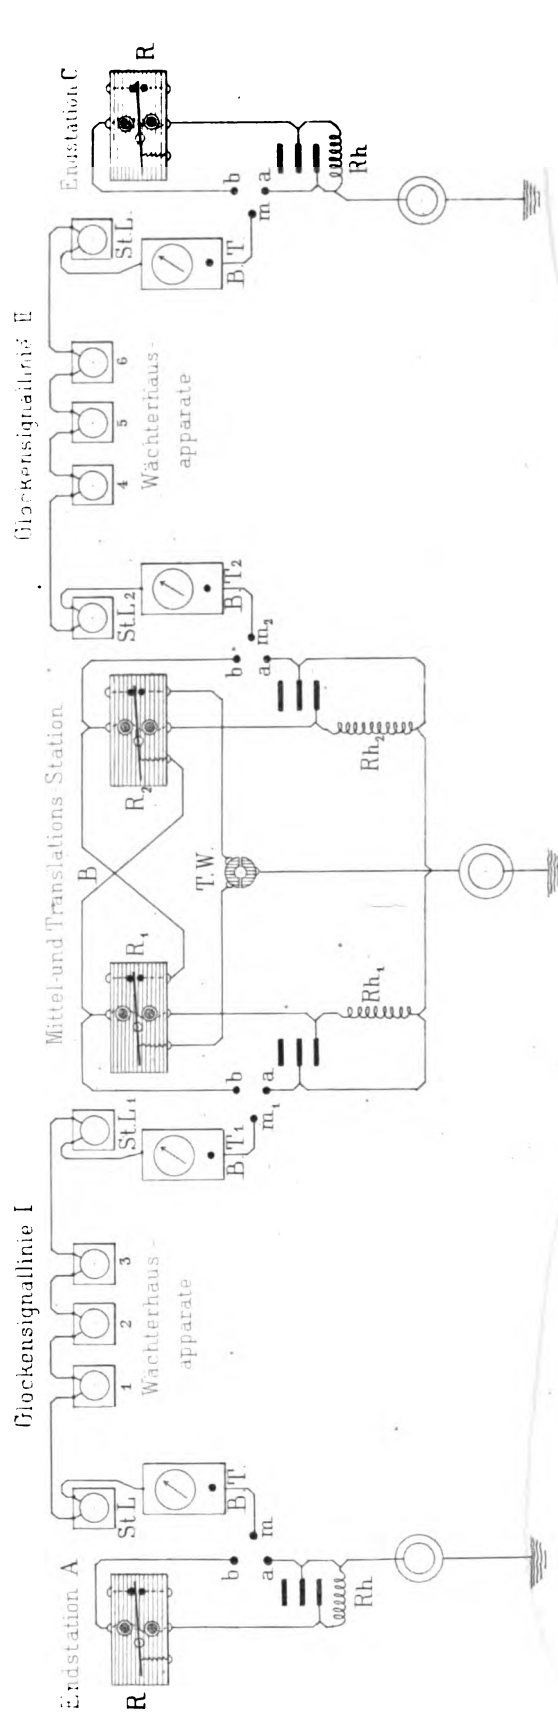 Glockensignallinie I
Glockensignallinie II
Endstation A
Mittel-und Translations-Station
Endstation C
R
St.L
1
2
3
Wächterhaus-
apparate
St.L1
B
R1
R2
St.L2
4
5
6
Wächterhaus-
apparate
St.L.
R
B.T.
B.T1
T.W.
B.T2
B.T.
b
m
a
b
m1
a
b
m2
a
b
m
a
Rh
Rh1
Rh2
Rh